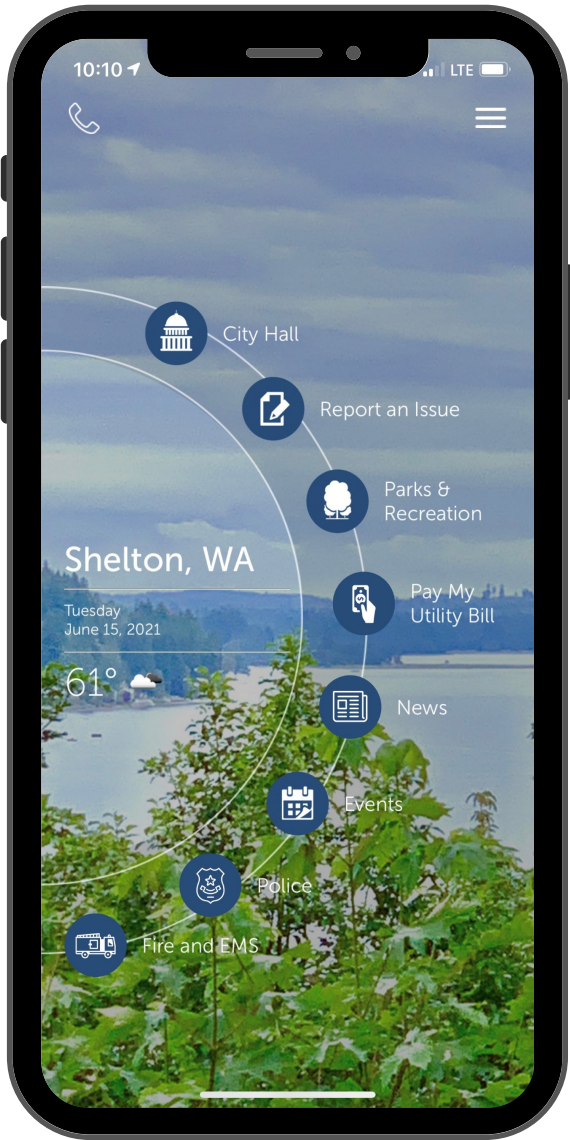 10:10
LTE
City Hall
Report an Issue
Parks &
Recreation
Shelton, WA
Pay My
Utility Bill
Tuesday
June 15, 2021
61°
News
Events
Police
Fire and EMS